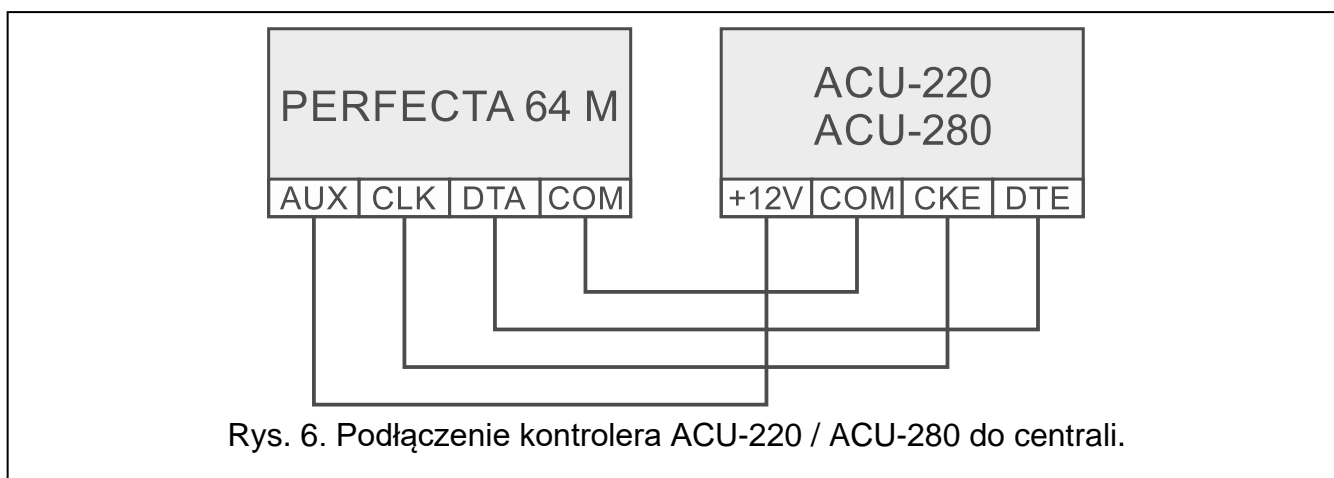 PERFECTA 64 M
AUX CLK DTA COM
ACU-220
ACU-280
+12V COM CKE DTE
Rys. 6. Podłączenie kontrolera ACU-220 / ACU-280 do centrali.